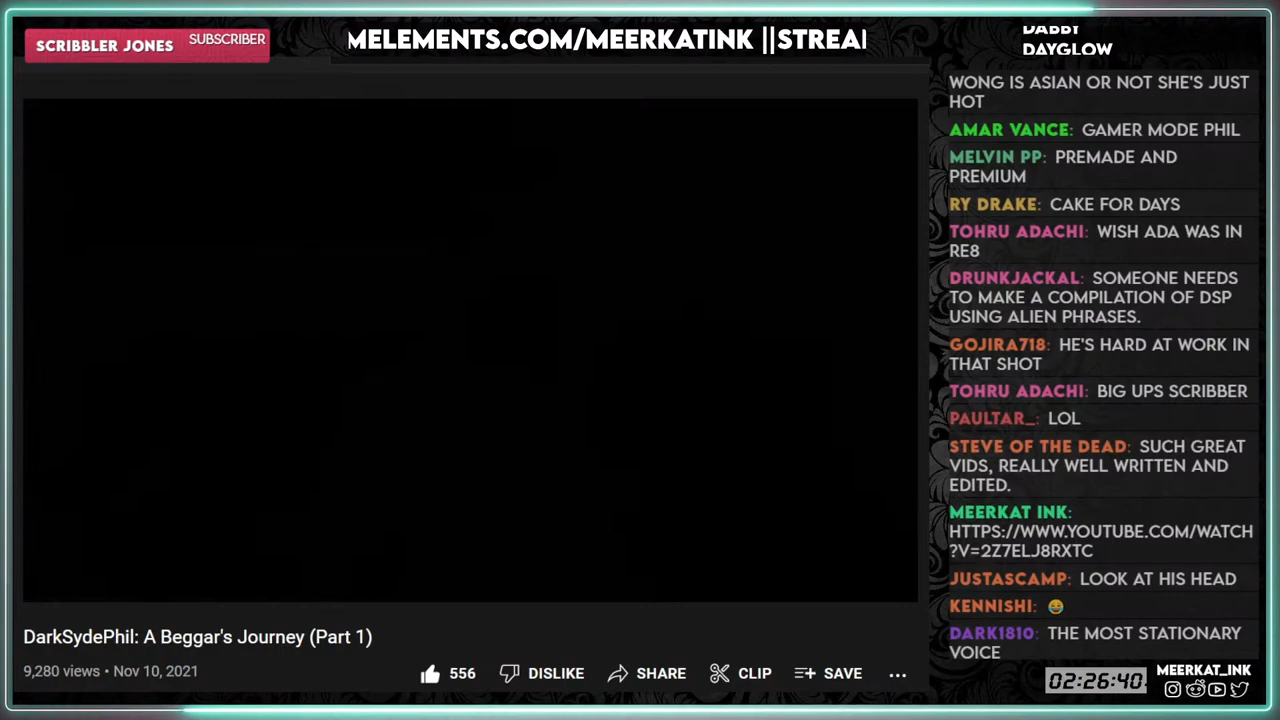 SCRIBBLER JONES SUBSCRIBER
MELEMENTS.COM/MEERKATINK ||STREAI
DABBY
DAYGLOW
WONG IS ASIAN OR NOT SHE'S JUST
HOT
AMAR VANCE: GAMER MODE PHIL
MELVIN PP: PREMADE AND
PREMIUM
RY DRAKE: CAKE FOR DAYS
TOHRU ADACHI: WISH ADA WAS IN
RE8
DRUNKJACKAL: SOMEONE NEEDS
TO MAKE A COMPILATION OF DSP
USING ALIEN PHRASES.
GOJIRA718: HE'S HARD AT WORK IN
THAT SHOT
TOHRU ADACHI: BIG UPS SCRIBBER
PAULTAR_: LOL
STEVE OF THE DEAD: SUCH GREAT
VIDS, REALLY WELL WRITTEN AND
EDITED.
MEERKAT INK:
HTTPS://WWW.YOUTUBE.COM/WATCH
?V=2Z7ELJ8RXTC
JUSTASCAMP: LOOK AT HIS HEAD
KENNISHI: 😂
DARK1810: THE MOST STATIONARY
VOICE
DarkSydePhil: A Beggar's Journey (Part 1)
9,280 views • Nov 10, 2021
556 DISLIKE SHARE CLIP SAVE ...
02:26:40
MEERKAT_INK